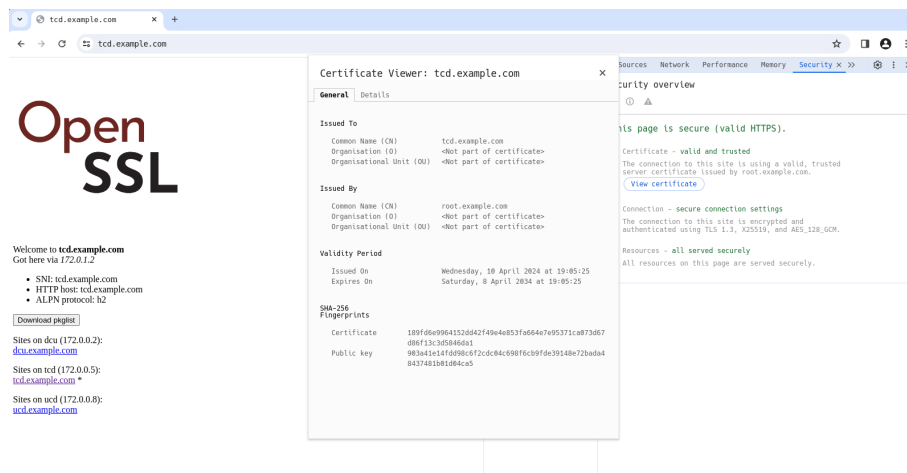 tcd.example.com × +
tcd.example.com
Open
SSL
Welcome to tcd.example.com
Got here via 172.0.1.2
• SNI: tcd.example.com
• HTTP host: tcd.example.com
• ALPN protocol: h2
Download pkglist
Sites on dcu (172.0.0.2):
dcu.example.com
Sites on tcd (172.0.0.5):
tcd.example.com *
Sites on ucd (172.0.0.8):
ucd.example.com
Certificate Viewer: tcd.example.com ×
General Details
Issued To
Common Name (CN) tcd.example.com
Organisation (O) <Not part of certificate>
Organisational Unit (OU) <Not part of certificate>
Issued By
Common Name (CN) root.example.com
Organisation (O) <Not part of certificate>
Organisational Unit (OU) <Not part of certificate>
Validity Period
Issued On Wednesday, 10 April 2024 at 19:05:25
Expires On Saturday, 8 April 2034 at 19:05:25
SHA-256
Fingerprints
Certificate 189fd6e9964152dd42f49e4e853fa664e7e95371ca073d67
d86f13c3d5846da1
Public key 903a41e14fdd98c6f2cdc04c698f6cb9fde39148e72bada4
8437481b01d04ca5
Sources Network Performance Memory Security × >>
curity overview
his page is secure (valid HTTPS).
Certificate - valid and trusted
The connection to this site is using a valid, trusted
server certificate issued by root.example.com.
View certificate
Connection - secure connection settings
The connection to this site is encrypted and
authenticated using TLS 1.3, X25519, and AES_128_GCM.
Resources - all served securely
All resources on this page are served securely.